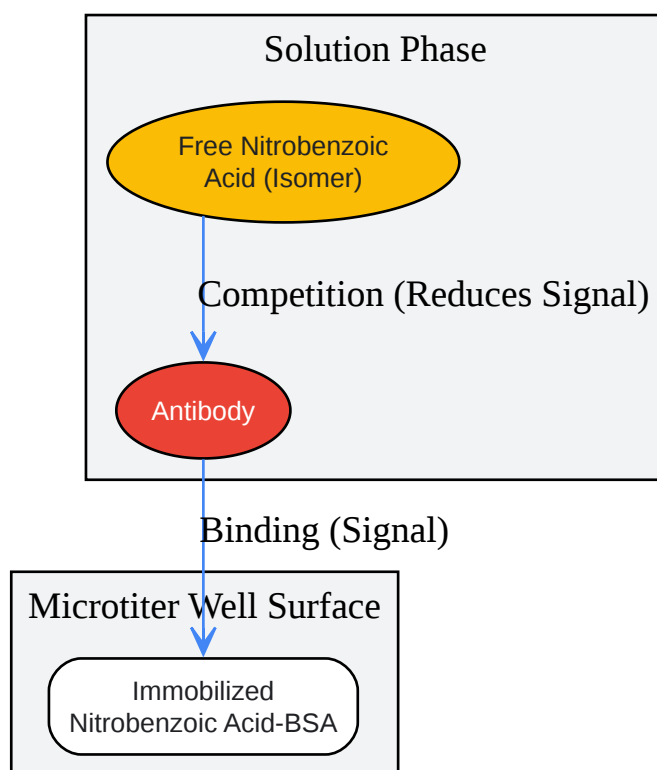 Solution Phase
Free Nitrobenzoic
Acid (Isomer)
Competition (Reduces Signal)
Antibody
Binding (Signal)
Microtiter Well Surface
Immobilized
Nitrobenzoic Acid-BSA